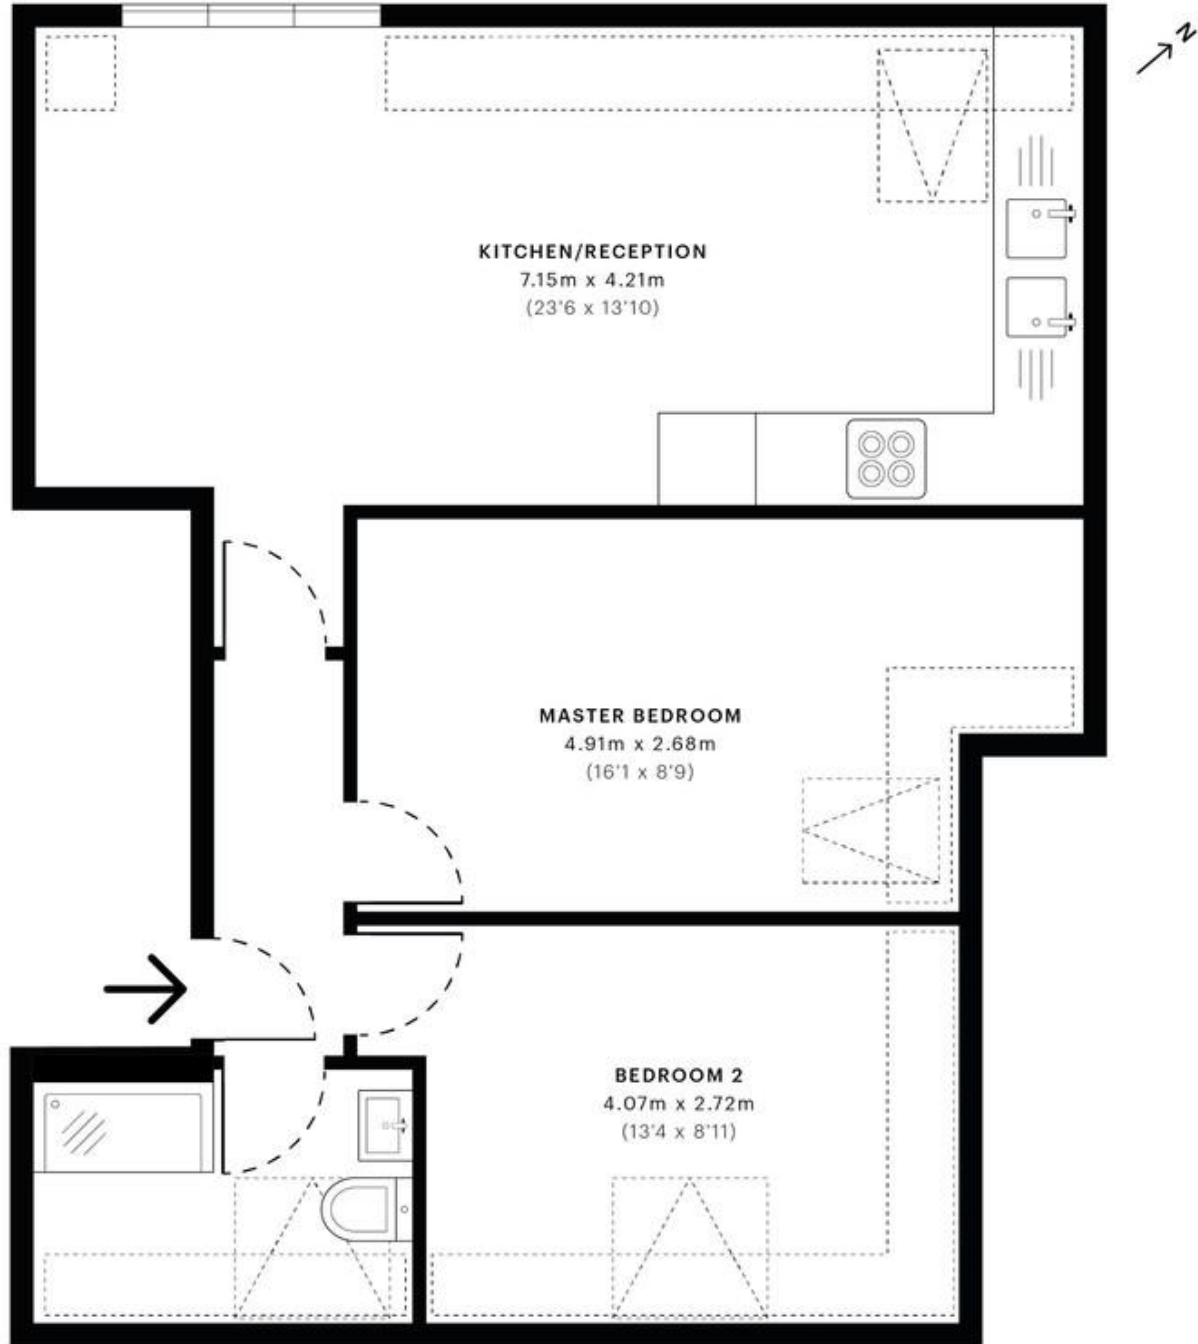 N
KITCHEN/RECEPTION
7.15m x 4.21m
(23'6 x 13'10)
MASTER BEDROOM
4.91m x 2.68m
(16'1 x 8'9)
BEDROOM 2
4.07m x 2.72m
(13'4 x 8'11)